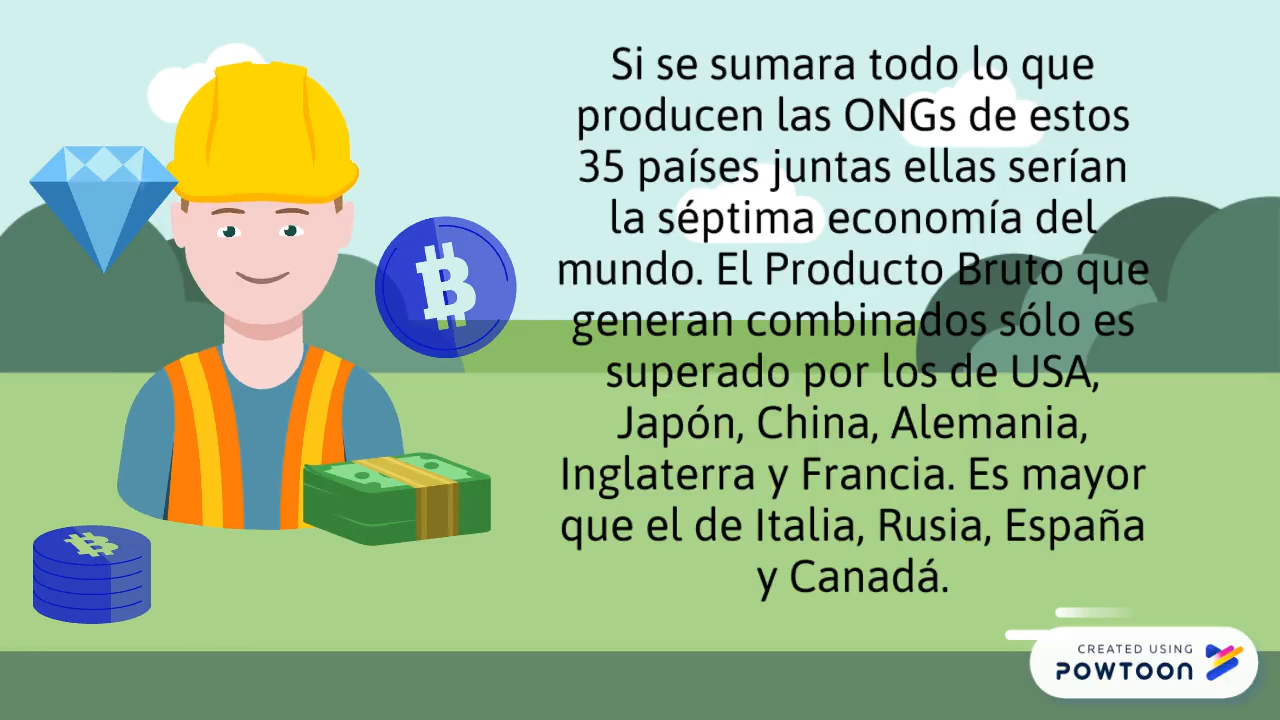 Si se sumara todo lo que
producen las ONGs de estos
35 países juntas ellas serían
la séptima economía del
mundo. El Producto Bruto que
generan combinados sólo es
superado por los de USA,
Japón, China, Alemania,
Inglaterra y Francia. Es mayor
que el de Italia, Rusia, España
y Canadá.
CREATED USING
POWTOON